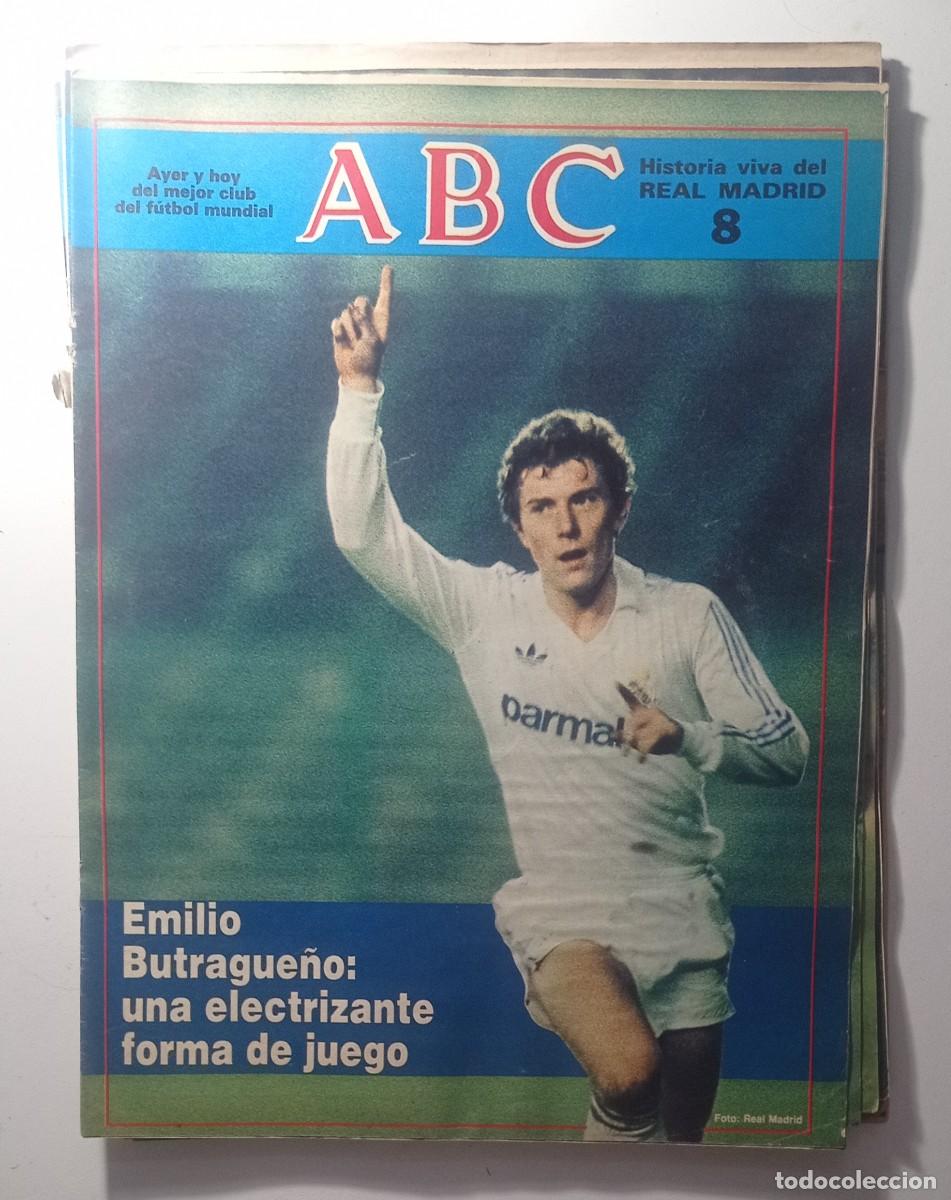 Ayer y hoy
del mejor club
del fútbol mundial
ABC
Historia viva del
REAL MADRID
8
parmal
Emilio
Butragueño:
una electrizante
forma de juego
Foto: Real Madrid
todocoleccion